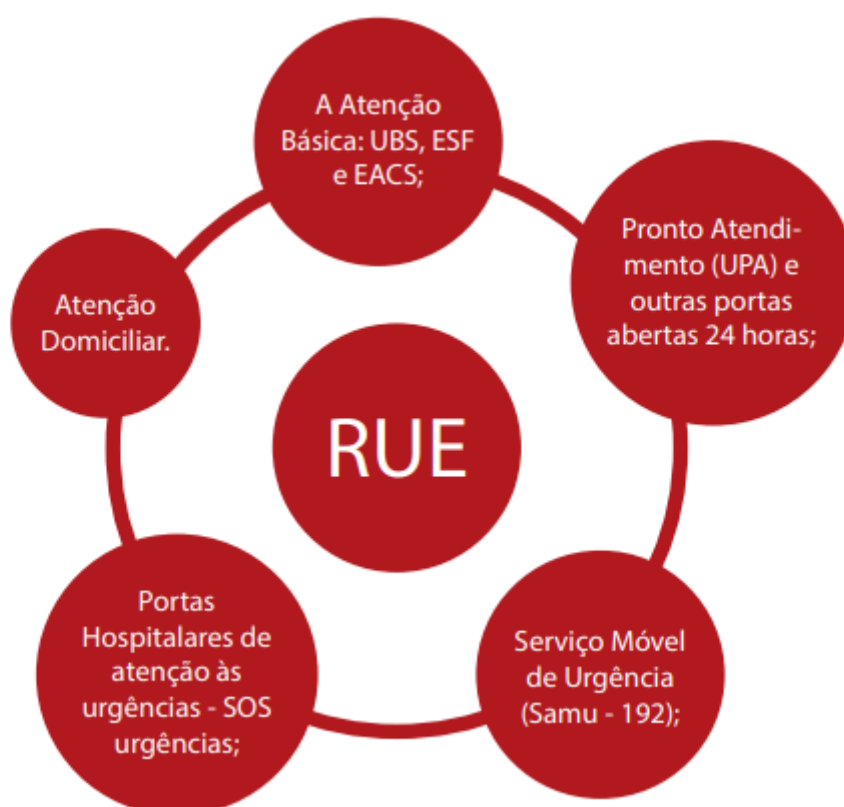 A Atenção
Básica: UBS, ESF
e EACS;
Pronto Atendi-
mento (UPA) e
outras portas
abertas 24 horas;
Atenção
Domiciliar.
RUE
Portas
Hospitalares de
atenção às
urgências - SOS
urgências;
Serviço Móvel
de Urgência
(Samu - 192);